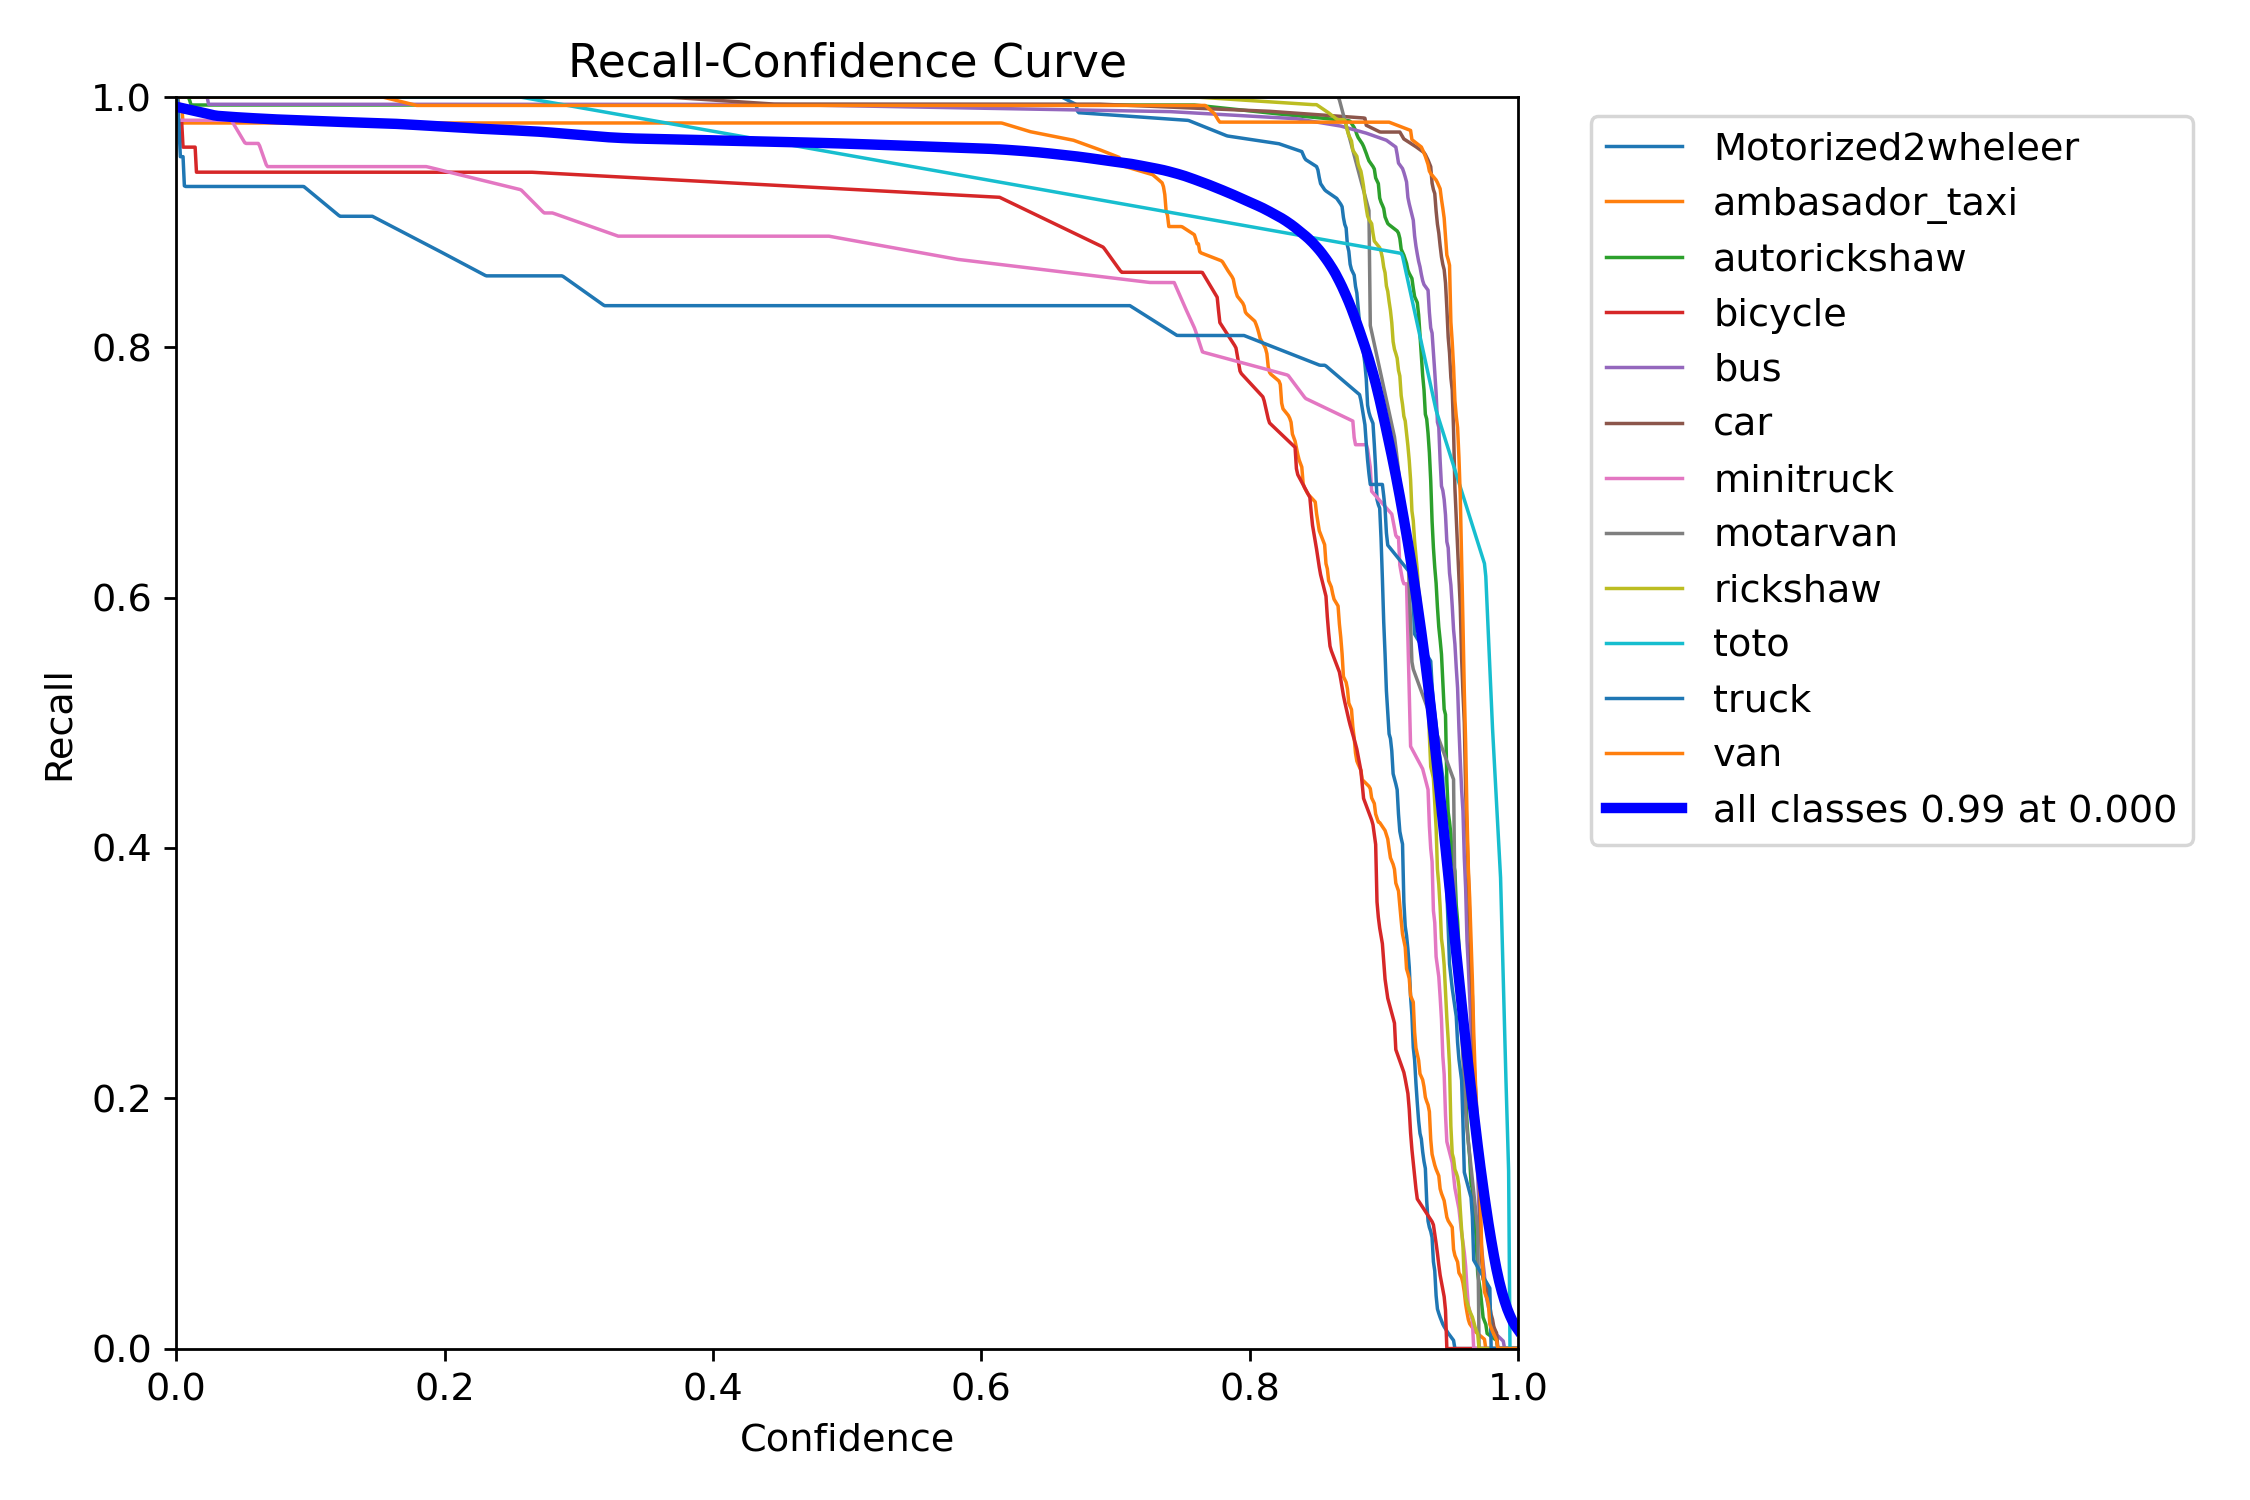 Recall-Confidence Curve
1.0
0.8
0.6
0.4
0.2
0.0
Recall
0.0 0.2 0.4 0.6 0.8 1.0
Confidence
Motorized2wheleer
ambasador_taxi
autorickshaw
bicycle
bus
car
minitruck
motarvan
rickshaw
toto
truck
van
all classes 0.99 at 0.000